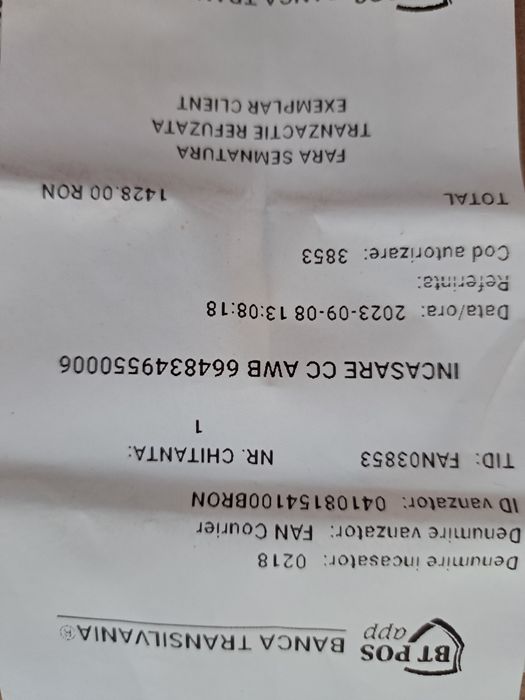 BT POS app BANCA TRANSILVANIA®
Denumire incasator: 0218
Denumire vanzator: FAN Courier
ID vanzator: 04108154100BRON
TID: FAN03853 NR. CHITANTA:
1
INCASARE CC AWB 6648349550006
Data/ora: 2023-09-08 13:08:18
Referinta:
Cod autorizare: 3853
TOTAL 1428.00 RON
FARA SEMNATURA
TRANZACTIE REFUZATA
EXEMPLAR CLIENT